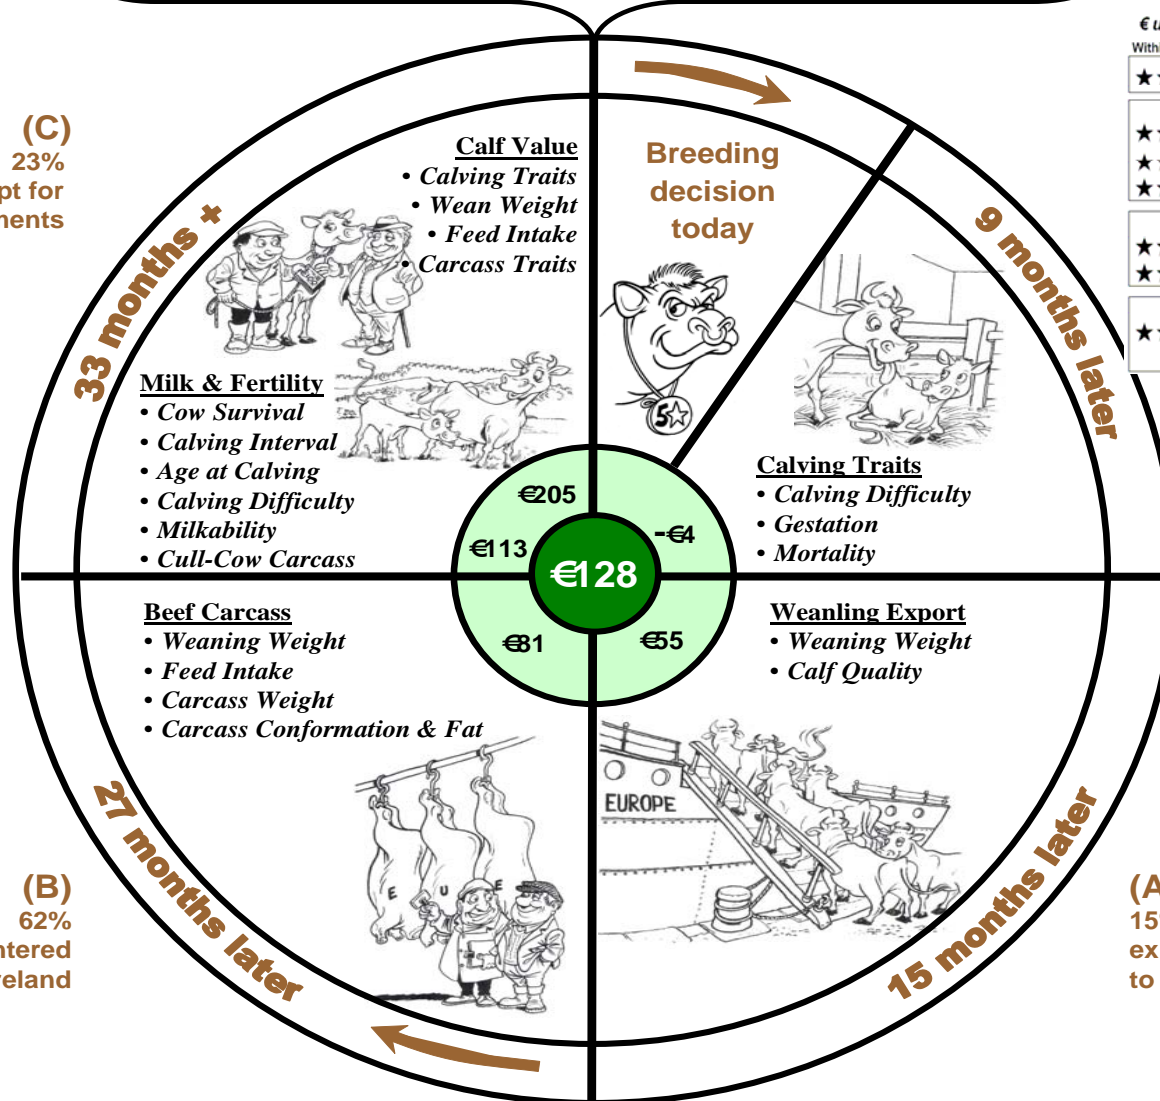 € u
With
(C)
23%
pt for
ments
33 months +
Calf Value
• Calving Traits
• Wean Weight
• Feed Intake
• Carcass Traits
Breeding
decision
today
5
9 months later
Milk & Fertility
• Cow Survival
• Calving Interval
• Age at Calving
• Calving Difficulty
• Milkability
• Cull-Cow Carcass
Calving Traits
• Calving Difficulty
• Gestation
• Mortality
€205
-€4
€113
€128
€81
€55
Beef Carcass
• Weaning Weight
• Feed Intake
• Carcass Weight
• Carcass Conformation & Fat
Weanling Export
• Weaning Weight
• Calf Quality
EUROPE
E U E
27 months later
15 months later
(B)
62%
ntered
reland
(A
15
ex
to